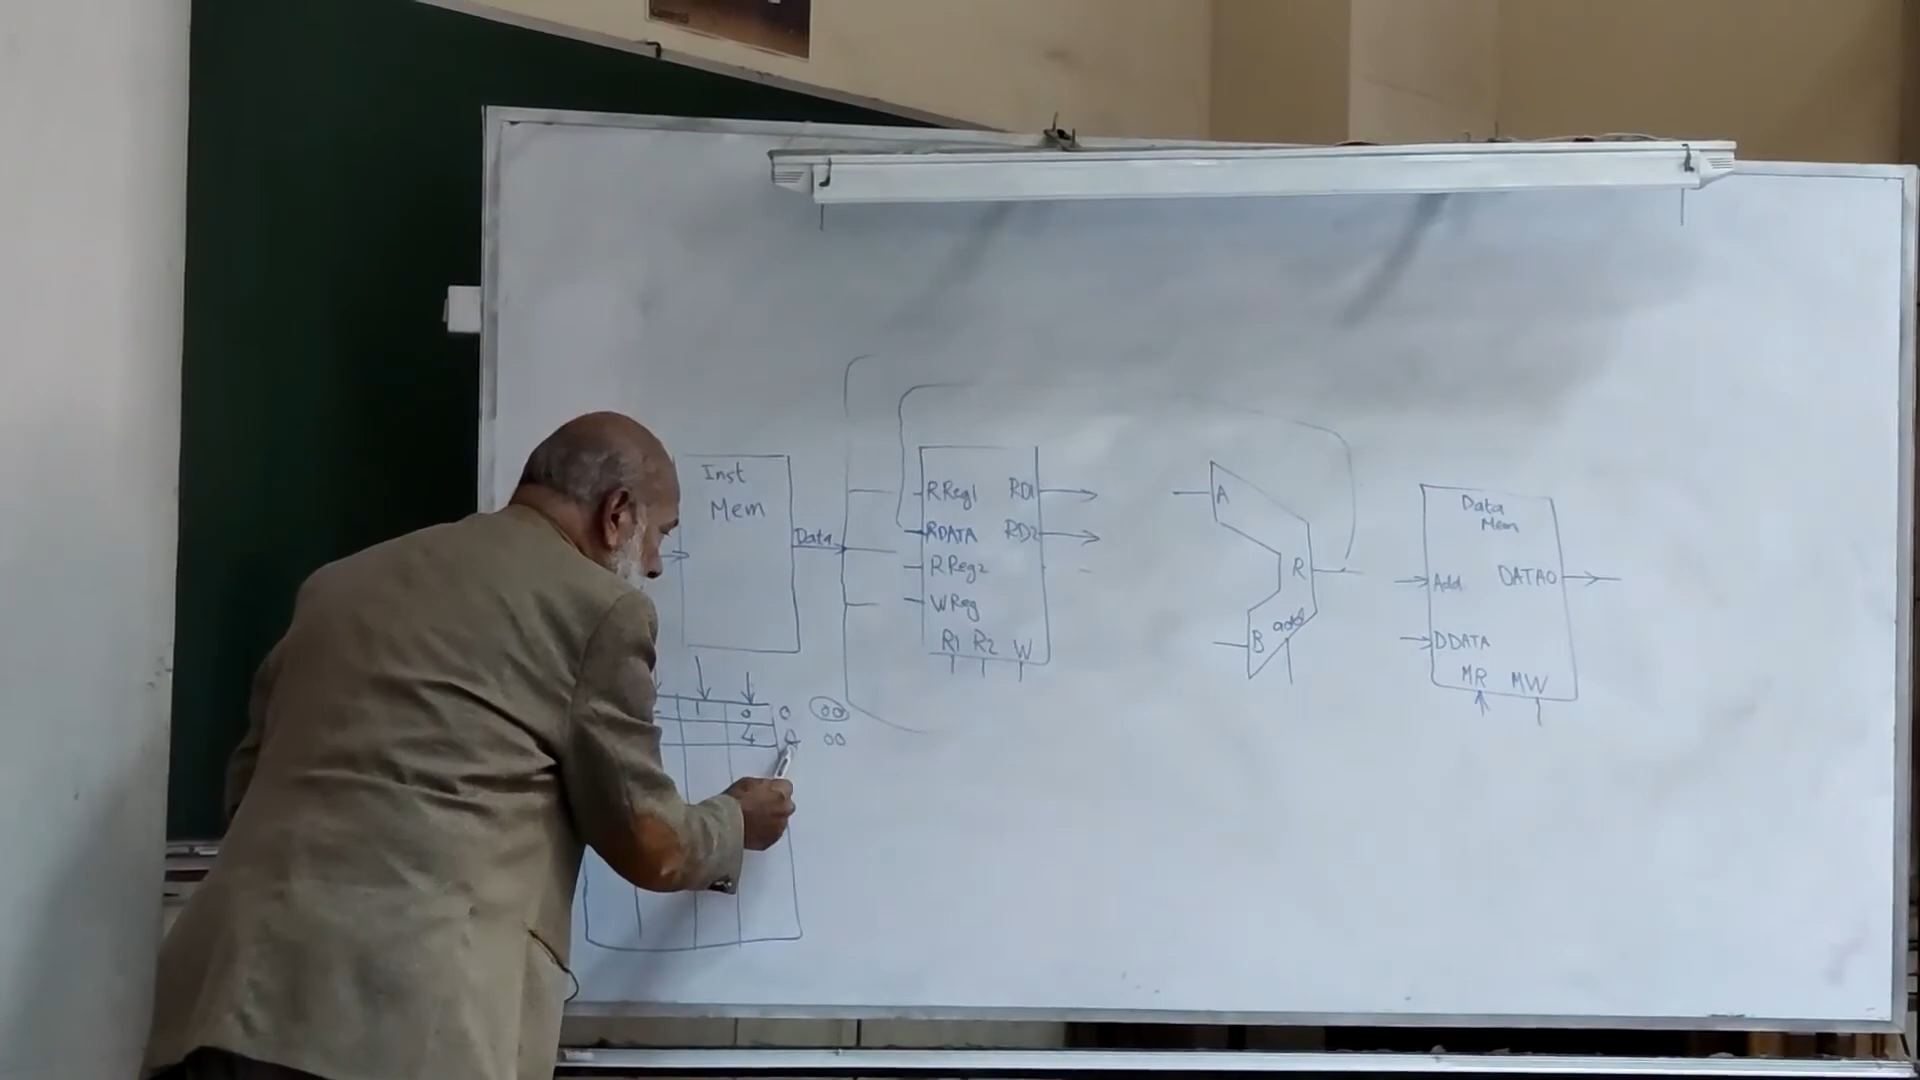 Inst
Mem
Data
RReg1 RD1
RDATA RD2
RReg2
WReg
R1 R2 W
A
R
B add
Data
Mem
Add DATAO
DDATA
MR MW
1 0 0 00
4 00